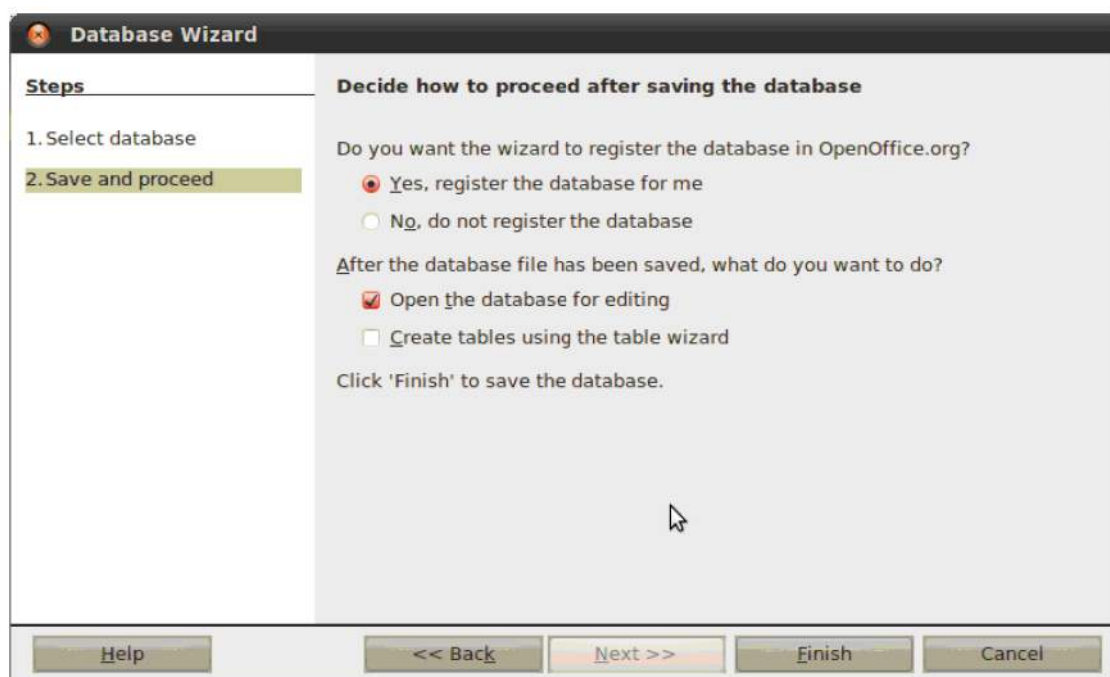 Database Wizard
Steps
1. Select database
2. Save and proceed
Decide how to proceed after saving the database
Do you want the wizard to register the database in OpenOffice.org?
Yes, register the database for me
No, do not register the database
After the database file has been saved, what do you want to do?
Open the database for editing
Create tables using the table wizard
Click 'Finish' to save the database.
Help
<< Back
Next >>
Finish
Cancel